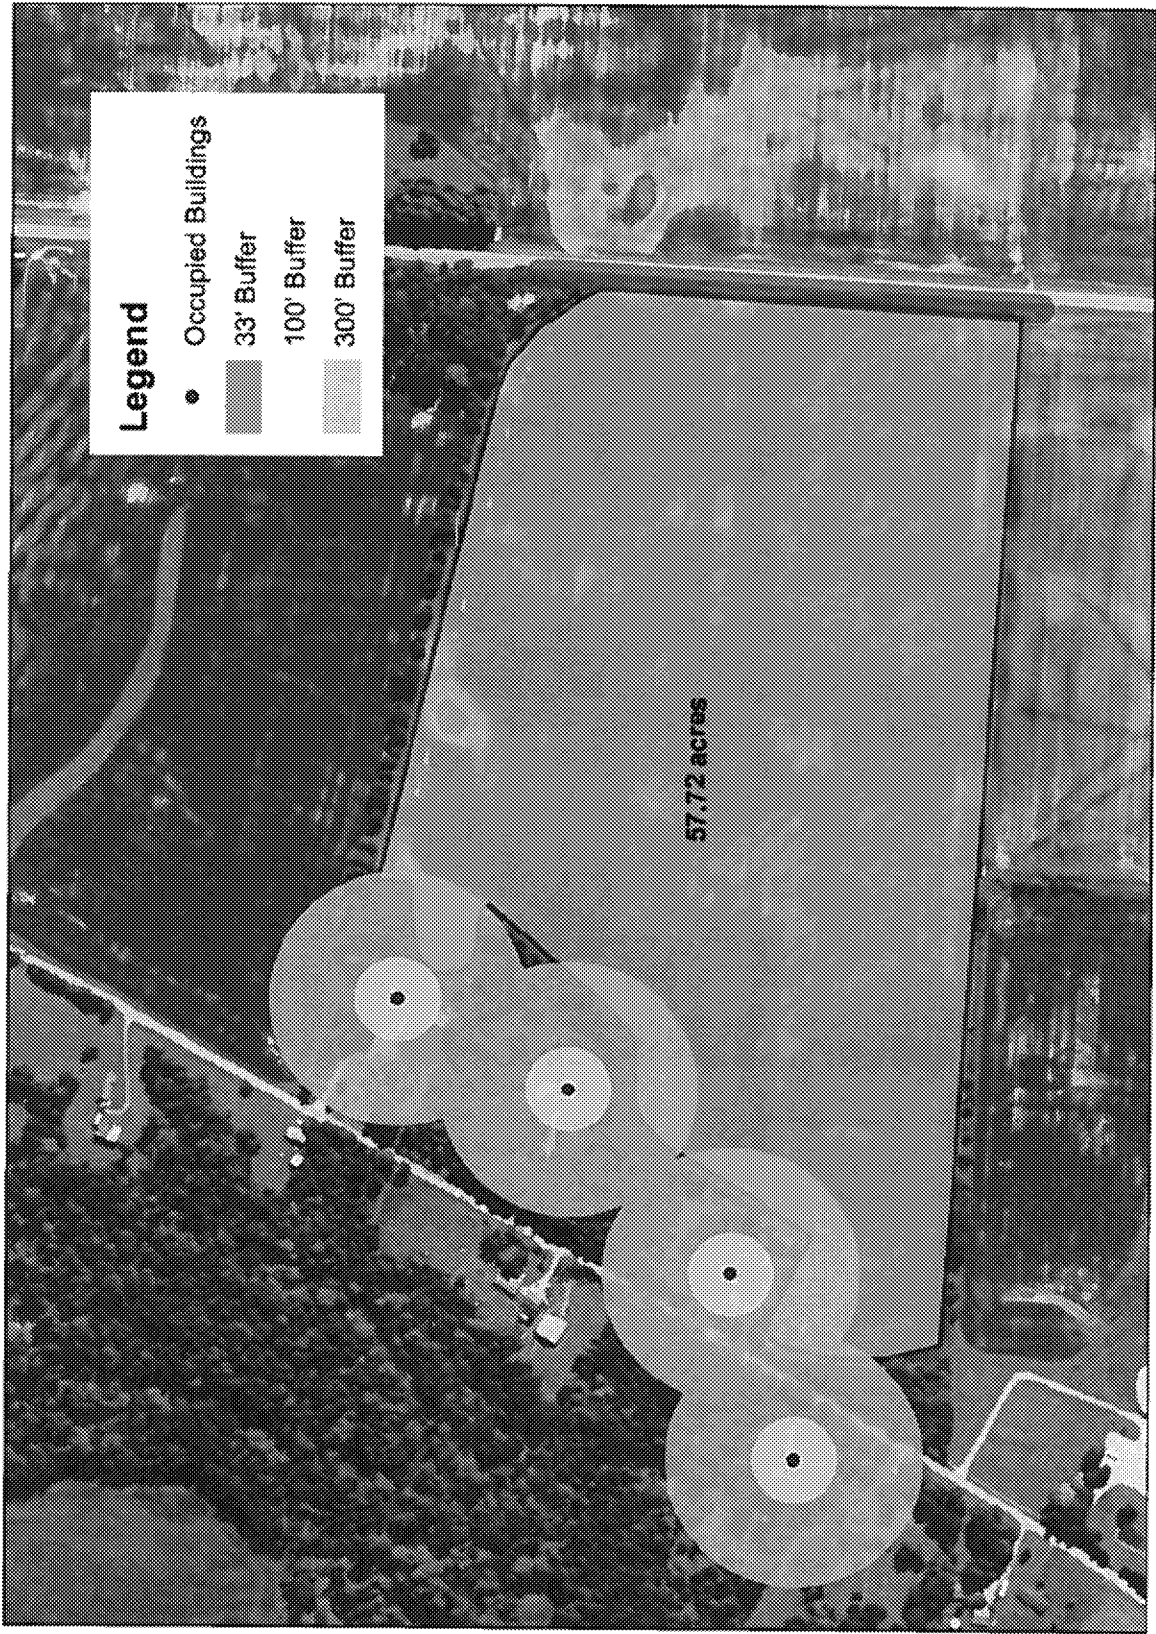 Legend
Occupied Buildings
33' Buffer
100' Buffer
300' Buffer
57.72 acres